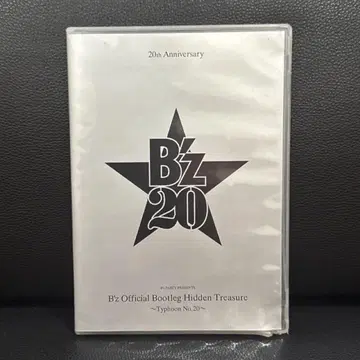 20th Anniversary
B'z
20
B'z Official Bootleg Hidden Treasure
~Typhoon No.20~